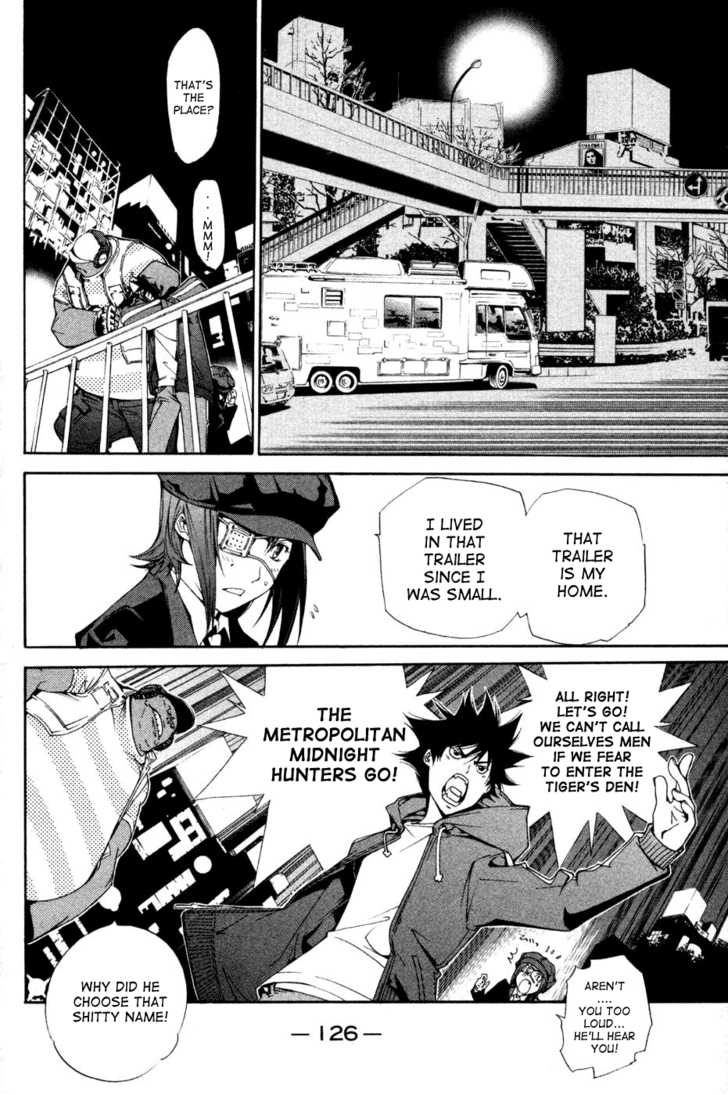 THAT'S
THE
PLACE?
. . .MMM!
THAT
TRAILER
IS MY
HOME.
I LIVED
IN THAT
TRAILER
SINCE I
WAS SMALL.
ALL RIGHT!
LET'S GO!
WE CAN'T CALL
OURSELVES MEN
IF WE FEAR
TO ENTER THE
TIGER'S DEN!
THE
METROPOLITAN
MIDNIGHT
HUNTERS GO!
AREN'T
....
YOU TOO
LOUD...
HE'LL HEAR
YOU!
WHY DID HE
CHOOSE THAT
SHITTY NAME!
— 126 —